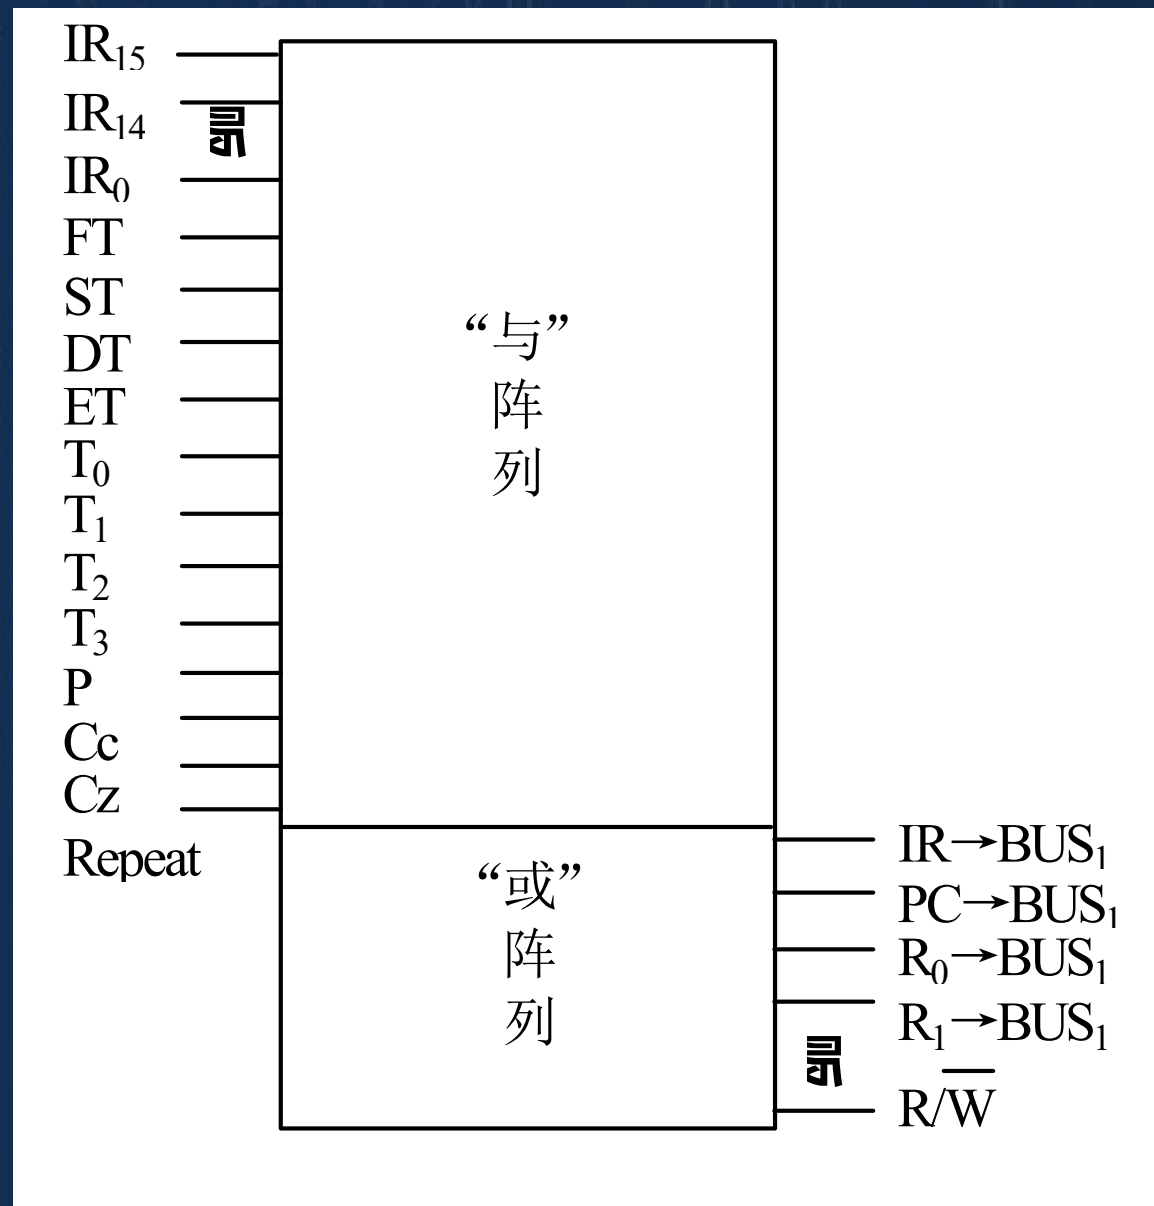 IR₁₅
IR₁₄
IR₀
FT
ST
DT
ET
T₀
T₁
T₂
T₃
P
Cc
Cz
Repeat
“与”
阵
列
“或”
阵
列
IR→BUS₁
PC→BUS₁
R₀→BUS₁
R₁→BUS₁
R/W̅